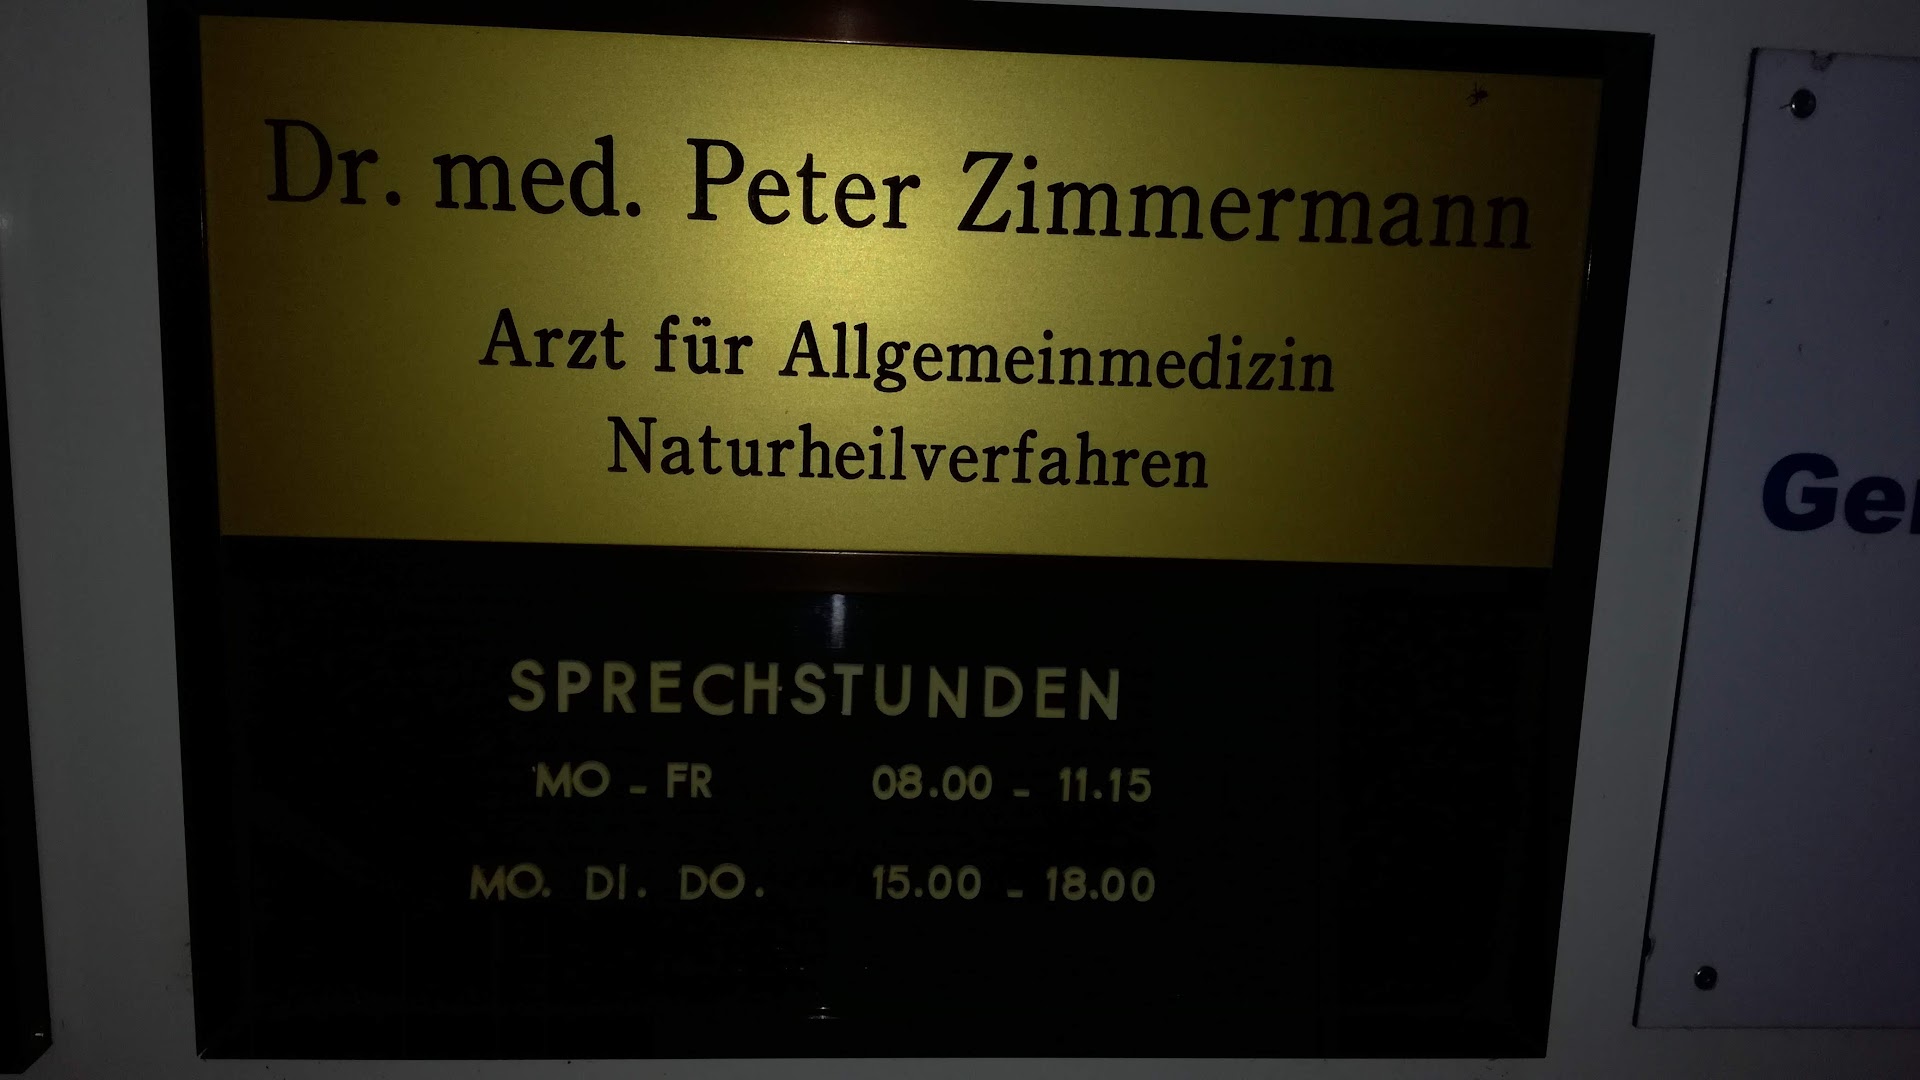 Dr. med. Peter Zimmermann
Arzt für Allgemeinmedizin
Naturheilverfahren
SPRECHSTUNDEN
MO - FR 08.00 - 11.15
MO. DI. DO. 15.00 - 18.00